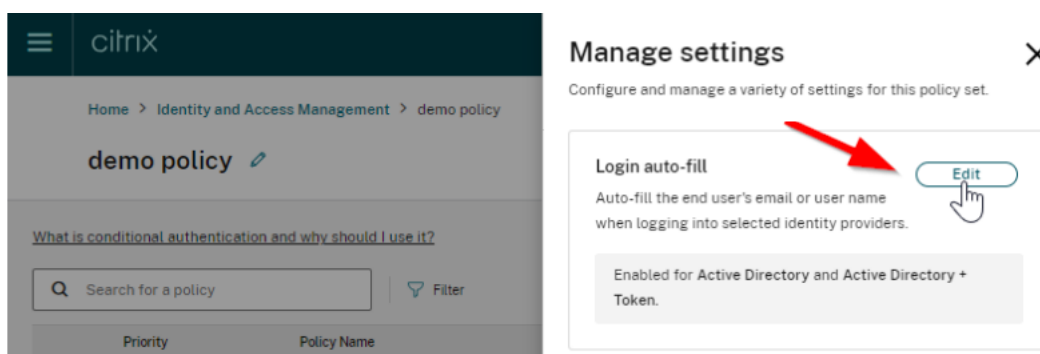 citrix
Home > Identity and Access Management > demo policy
demo policy
What is conditional authentication and why should I use it?
Search for a policy
Filter
Priority Policy Name
Manage settings
Configure and manage a variety of settings for this policy set.
Login auto-fill
Edit
Auto-fill the end user's email or user name
when logging into selected identity providers.
Enabled for Active Directory and Active Directory +
Token.